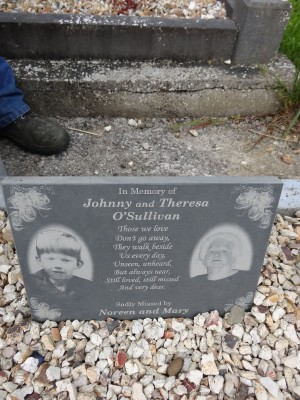 In Memory of
Johnny and Theresa
O'Sullivan
Those we love
Don't go away,
They walk beside
Us every day,
Unseen, unheard,
But always near,
Still loved, still missed
And very dear.
Sadly Missed by
Noreen and Mary